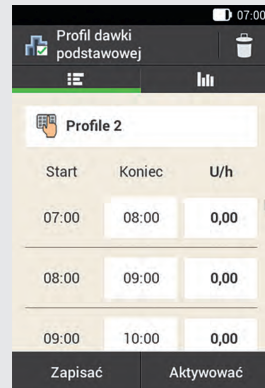 07:00
Profil dawki
podstawowej
Profile 2
Start Koniec U/h
07:00 08:00 0,00
08:00 09:00 0,00
09:00 10:00 0,00
Zapisać Aktywować